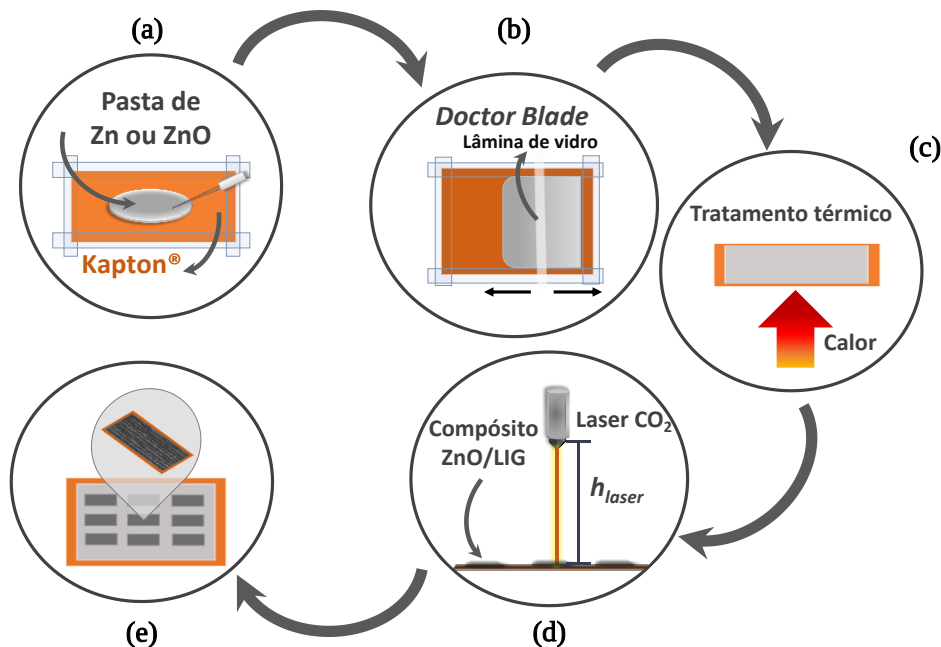 (a)
Pasta de
Zn ou ZnO
Kapton®
(b)
Doctor Blade
Lâmina de vidro
(c)
Tratamento térmico
Calor
(d)
Compósito
ZnO/LIG
Laser CO₂
h_laser
(e)